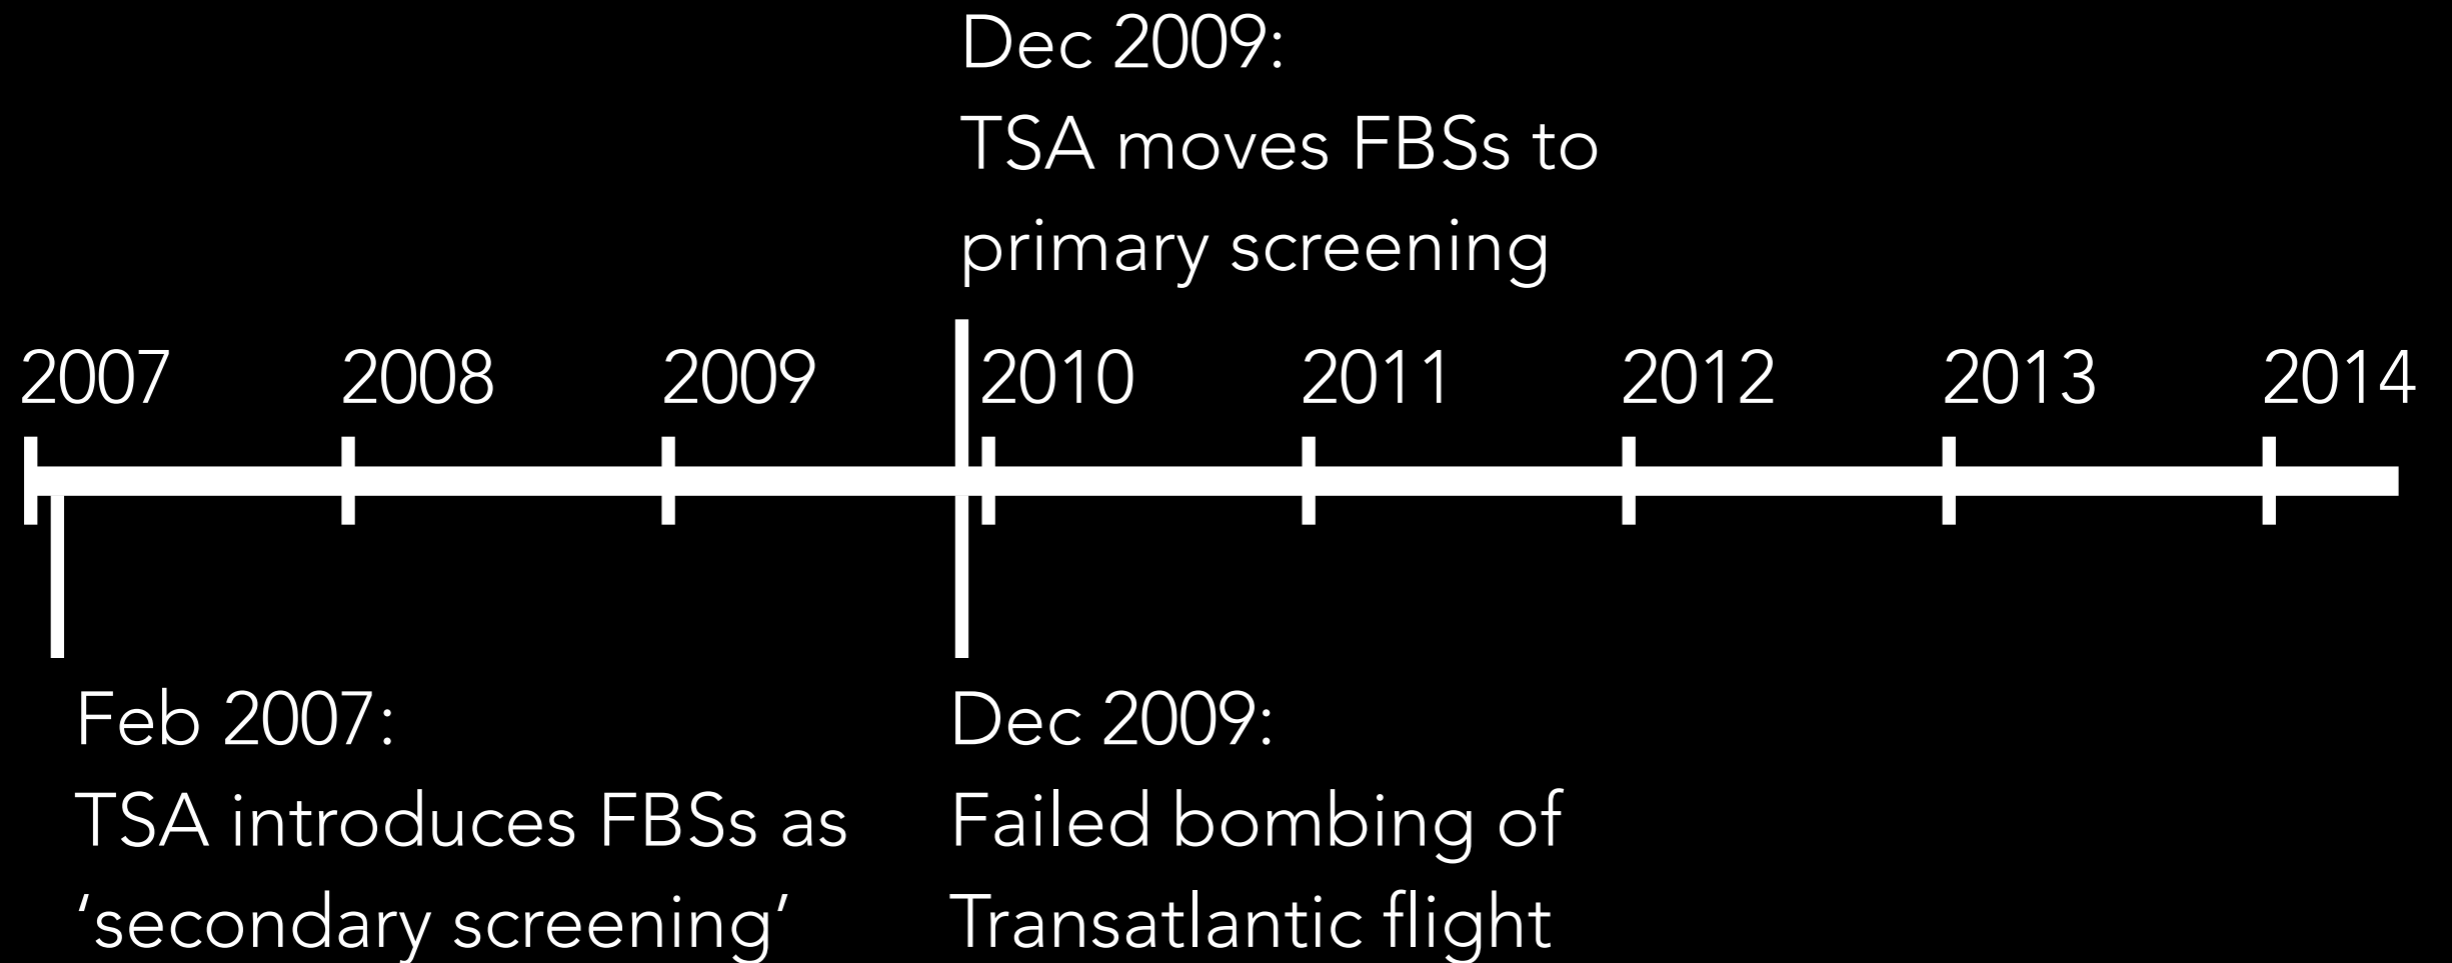 Dec 2009:
TSA moves FBSs to
primary screening
2007 2008 2009 2010 2011 2012 2013 2014
Feb 2007:
TSA introduces FBSs as
‘secondary screening’
Dec 2009:
Failed bombing of
Transatlantic flight